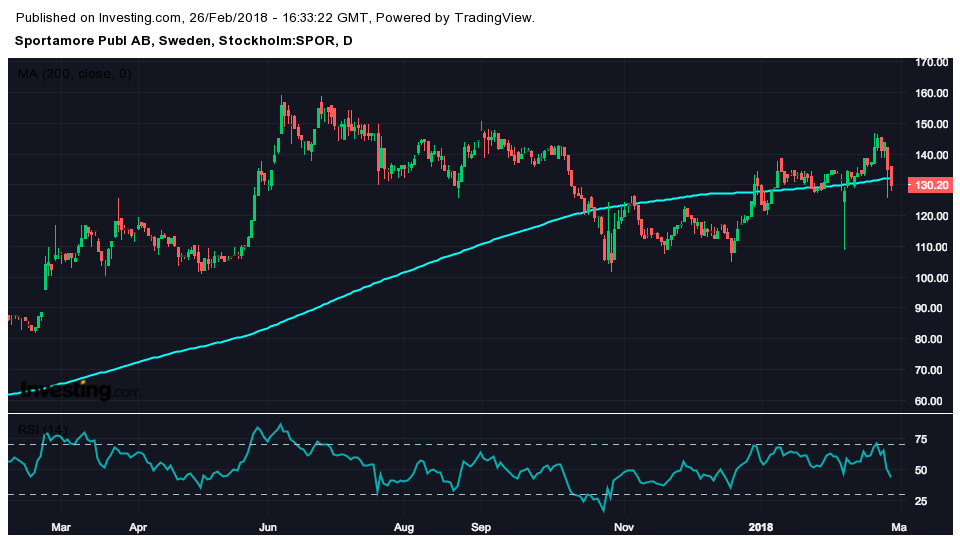 Published on Investing.com, 26/Feb/2018 - 16:33:22 GMT, Powered by TradingView.
Sportamore Publ AB, Sweden, Stockholm:SPOR, D
MA (200, close, 0)
170.00
160.00
150.00
140.00
130.20
120.00
110.00
100.00
90.00
80.00
70.00
60.00
Investing.com
RSI (14)
75
50
25
Mar Apr Jun Aug Sep Nov 2018 Ma